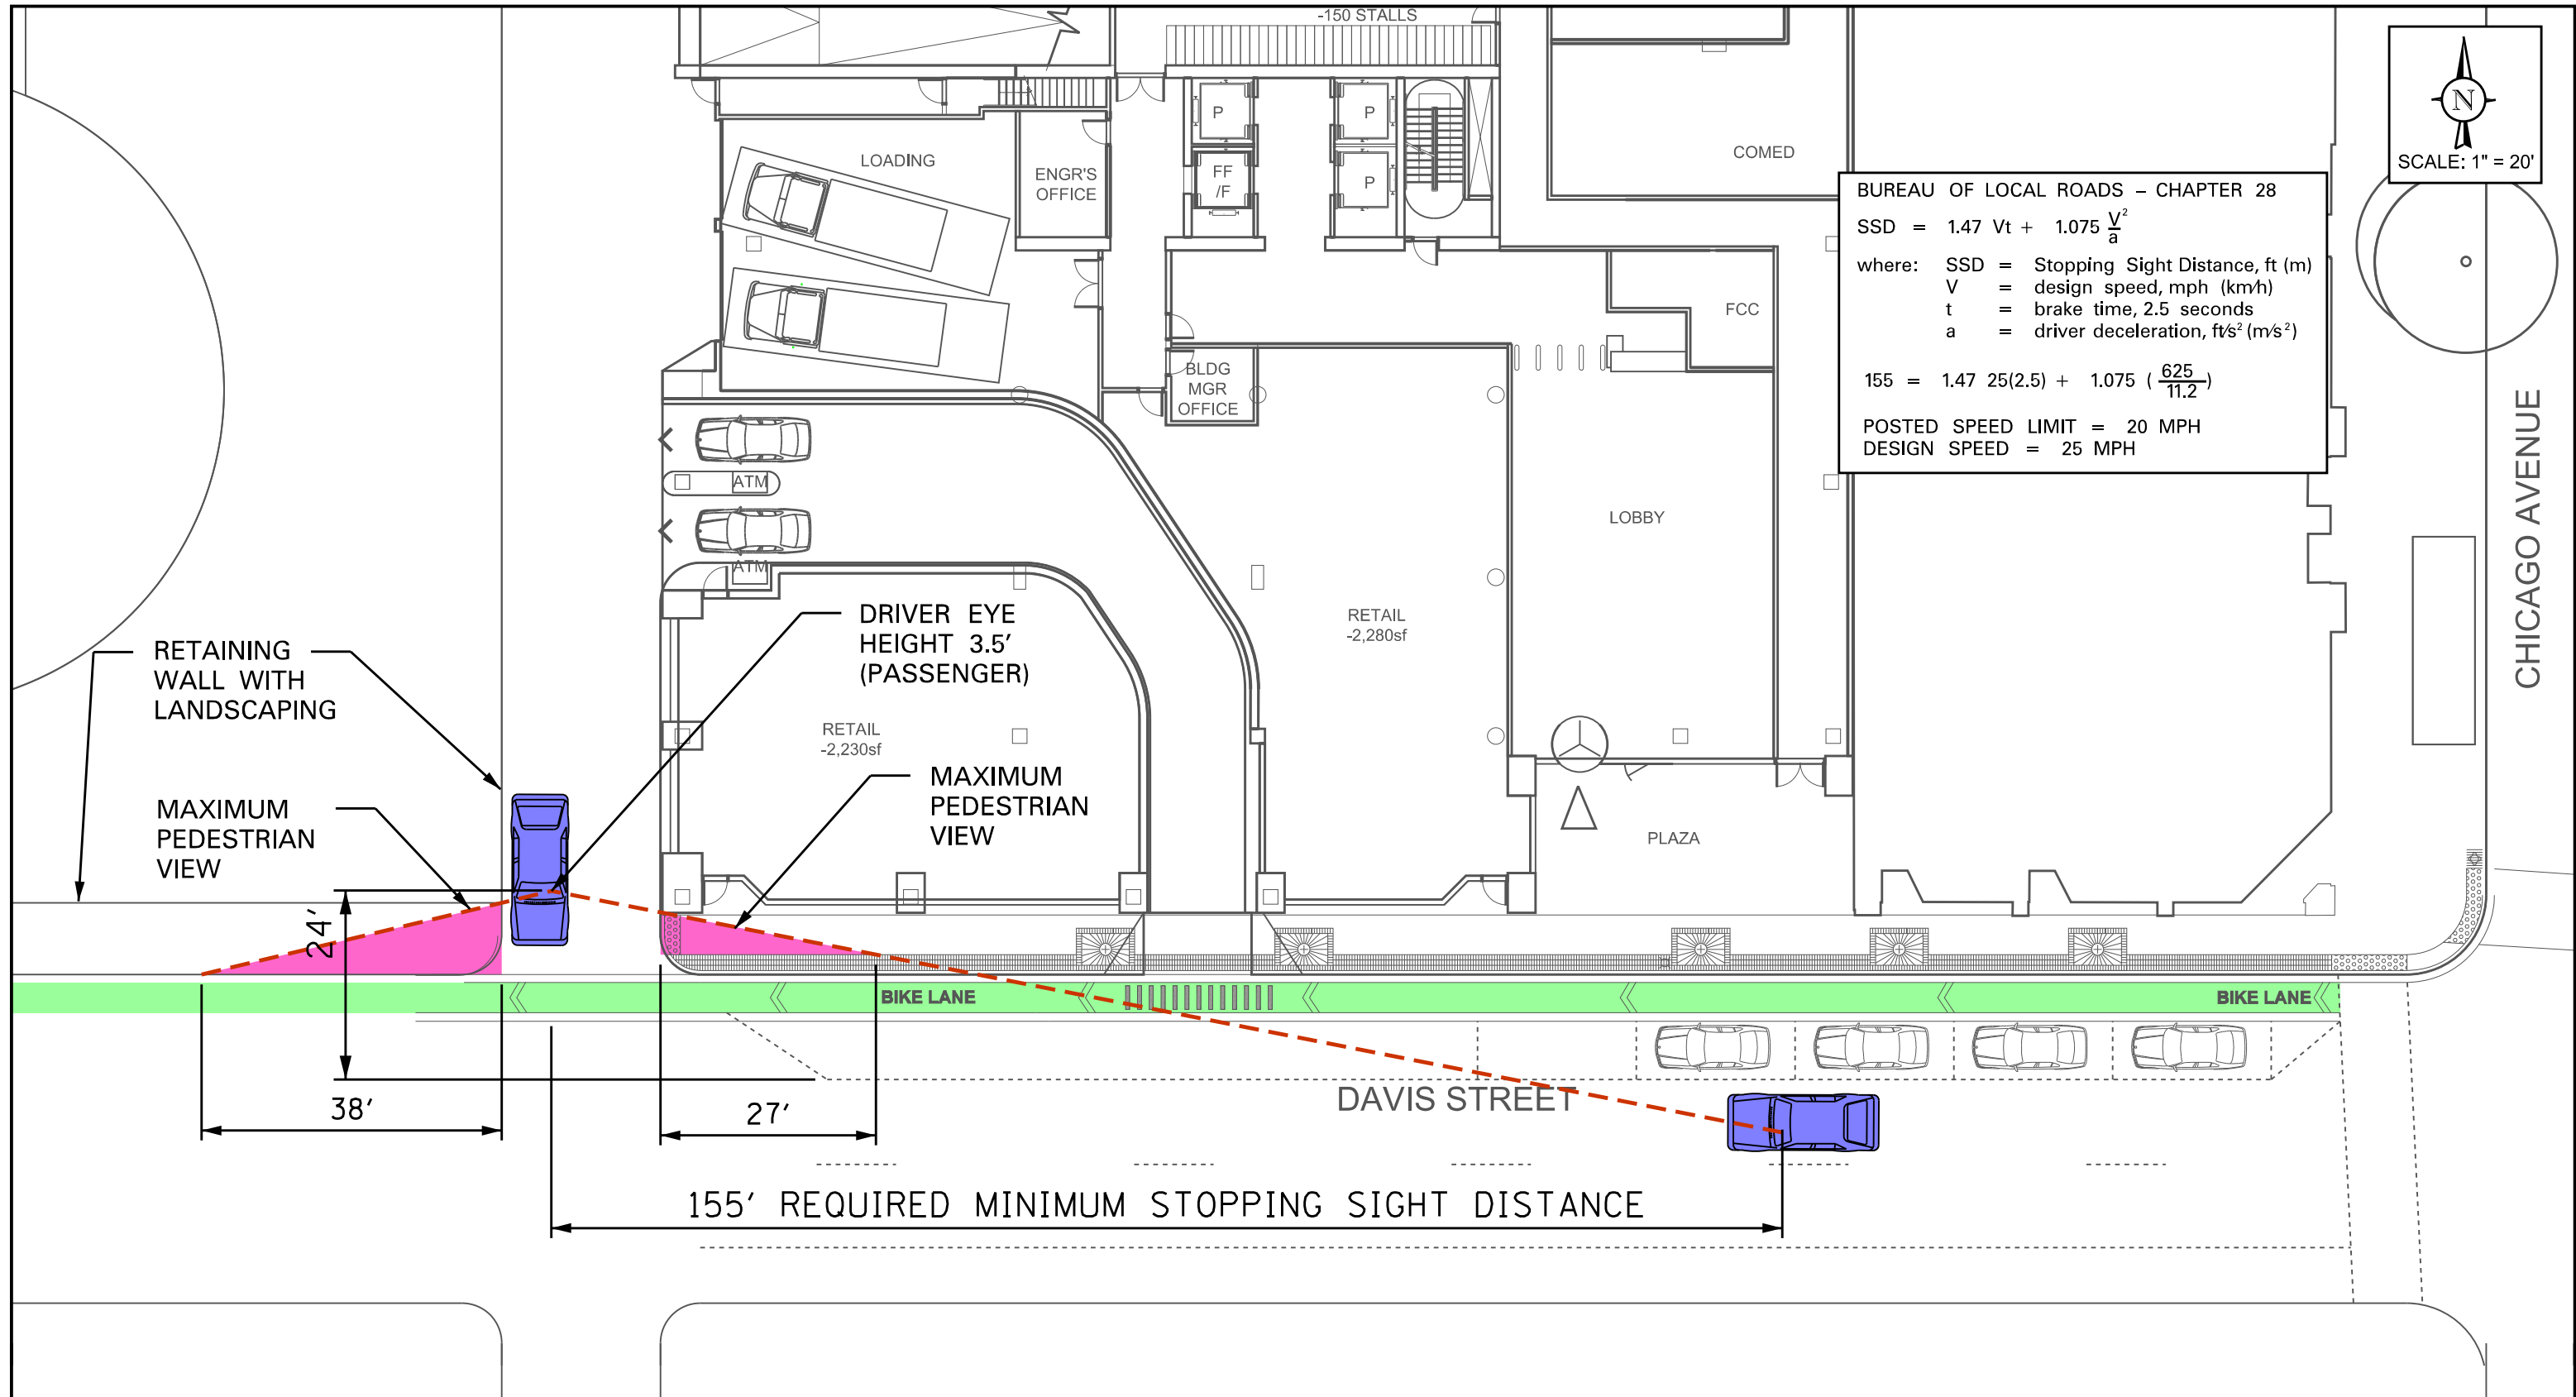 -150 STALLS
N
SCALE: 1" = 20'
P
P
LOADING
ENGR'S
OFFICE
FF
/F
P
COMED
BUREAU OF LOCAL ROADS – CHAPTER 28
SSD = 1.47 Vt + 1.075 V²/a
where: SSD = Stopping Sight Distance, ft (m)
V = design speed, mph (km/h)
t = brake time, 2.5 seconds
a = driver deceleration, ft/s² (m/s²)
155 = 1.47 25(2.5) + 1.075 ( 625/11.2 )
POSTED SPEED LIMIT = 20 MPH
DESIGN SPEED = 25 MPH
FCC
BLDG
MGR
OFFICE
CHICAGO AVENUE
ATM
ATM
LOBBY
RETAIL
-2,280sf
DRIVER EYE
HEIGHT 3.5'
(PASSENGER)
RETAINING
WALL WITH
LANDSCAPING
RETAIL
-2,230sf
MAXIMUM
PEDESTRIAN
VIEW
MAXIMUM
PEDESTRIAN
VIEW
PLAZA
24'
BIKE LANE
BIKE LANE
DAVIS STREET
38'
27'
155' REQUIRED MINIMUM STOPPING SIGHT DISTANCE